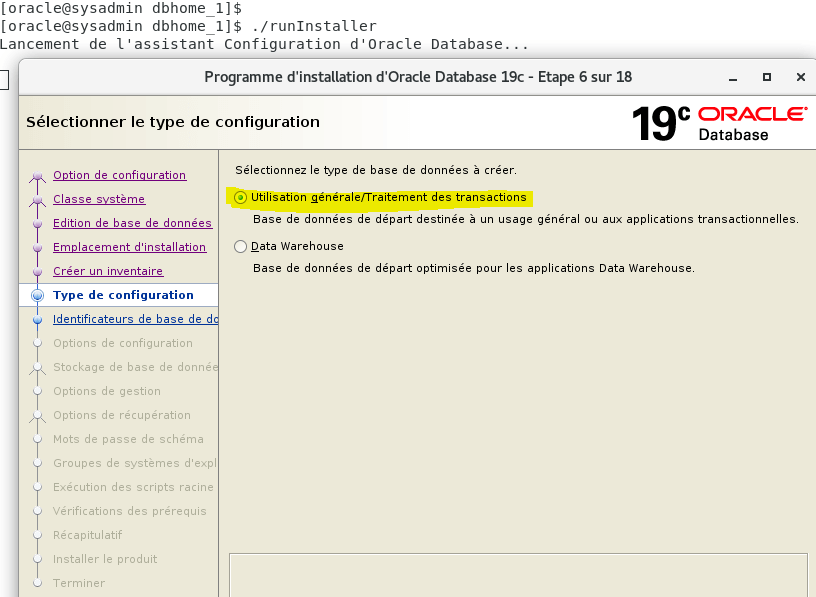 [oracle@sysadmin dbhome_1]$
[oracle@sysadmin dbhome_1]$ ./runInstaller
Lancement de l'assistant Configuration d'Oracle Database...
Programme d'installation d'Oracle Database 19c - Etape 6 sur 18
Sélectionner le type de configuration
19c ORACLE
Database
Option de configuration
Classe système
Edition de base de données
Emplacement d'installation
Créer un inventaire
Type de configuration
Identificateurs de base de do
Options de configuration
Stockage de base de donnée
Options de gestion
Options de récupération
Mots de passe de schéma
Groupes de systèmes d'expl
Exécution des scripts racine
Vérifications des prérequis
Récapitulatif
Installer le produit
Terminer
Sélectionnez le type de base de données à créer.
Utilisation générale/Traitement des transactions
Base de données de départ destinée à un usage général ou aux applications transactionnelles.
Data Warehouse
Base de données de départ optimisée pour les applications Data Warehouse.